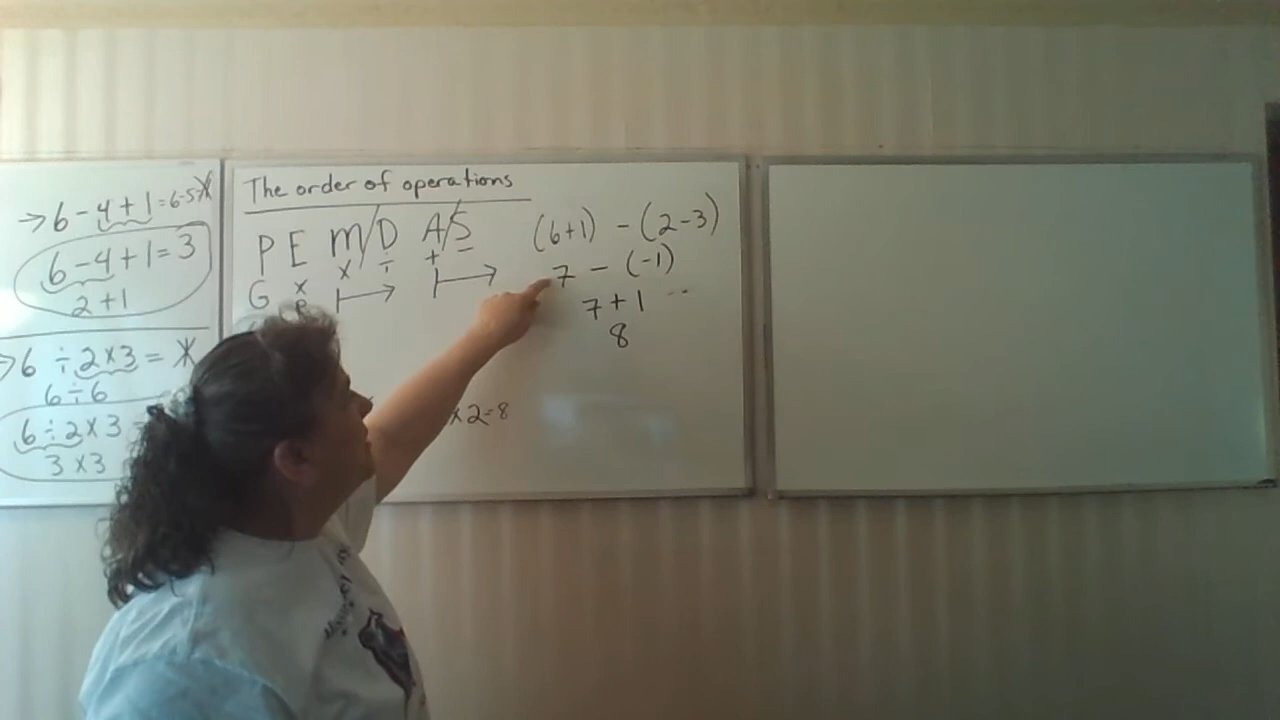 → 6 - 4 + 1 = 6-5
6 - 4 + 1 = 3
2 + 1
6 ÷ 2 x 3 =
6 ÷ 6
6 ÷ 2 x 3
3 x 3
The order of operations
P E M/D A/S
x ÷ + -
G x
P
x 2 = 8
(6+1) - (2-3)
7 - (-1)
7 + 1
8